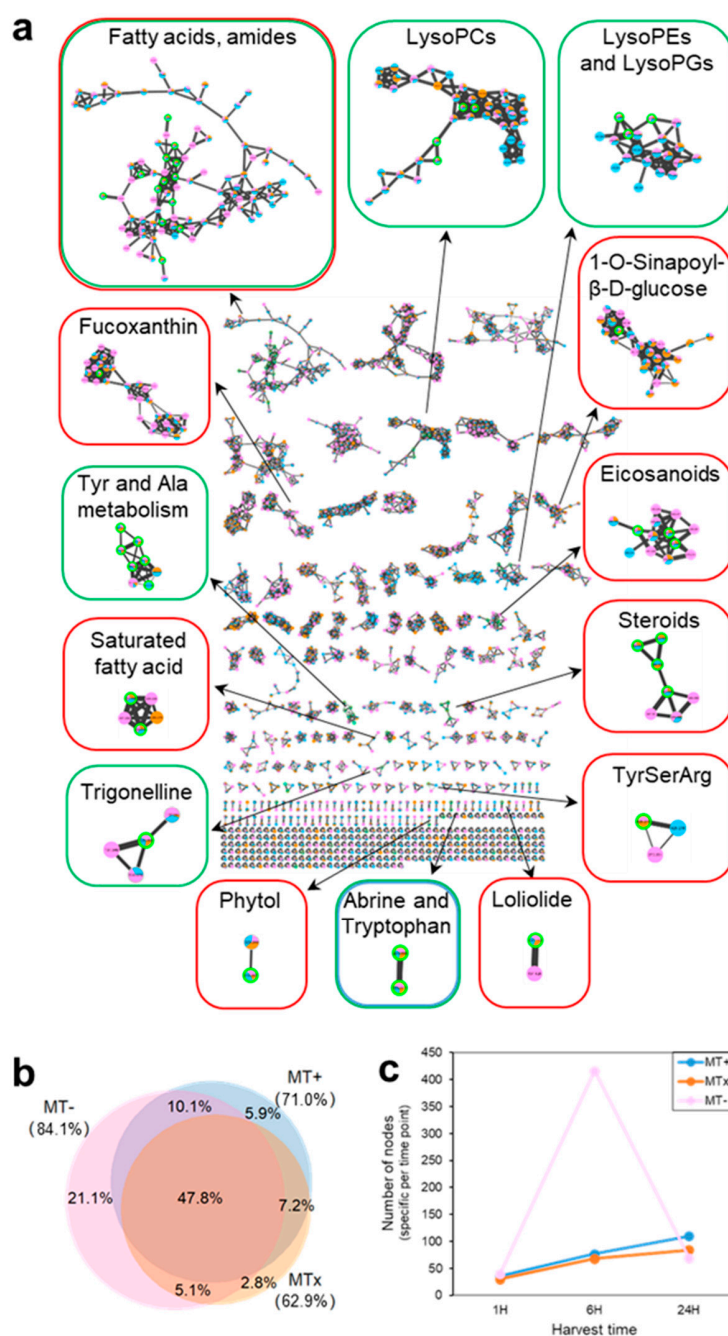 a
Fatty acids, amides
LysoPCs
LysoPEs
and LysoPGs
1-O-Sinapoyl-
β-D-glucose
Fucoxanthin
Tyr and Ala
metabolism
Eicosanoids
Saturated
fatty acid
Steroids
Trigonelline
TyrSerArg
Phytol
Abrine and
Tryptophan
Loliolide
b
MT-
(84.1%)
MT+
(71.0%)
10.1%
5.9%
21.1%
47.8%
7.2%
5.1%
2.8%
MTx
(62.9%)
c
Number of nodes
(specific per time point)
450
400
350
300
250
200
150
100
50
0
1H
6H
24H
Harvest time
MT+
MTx
MT-